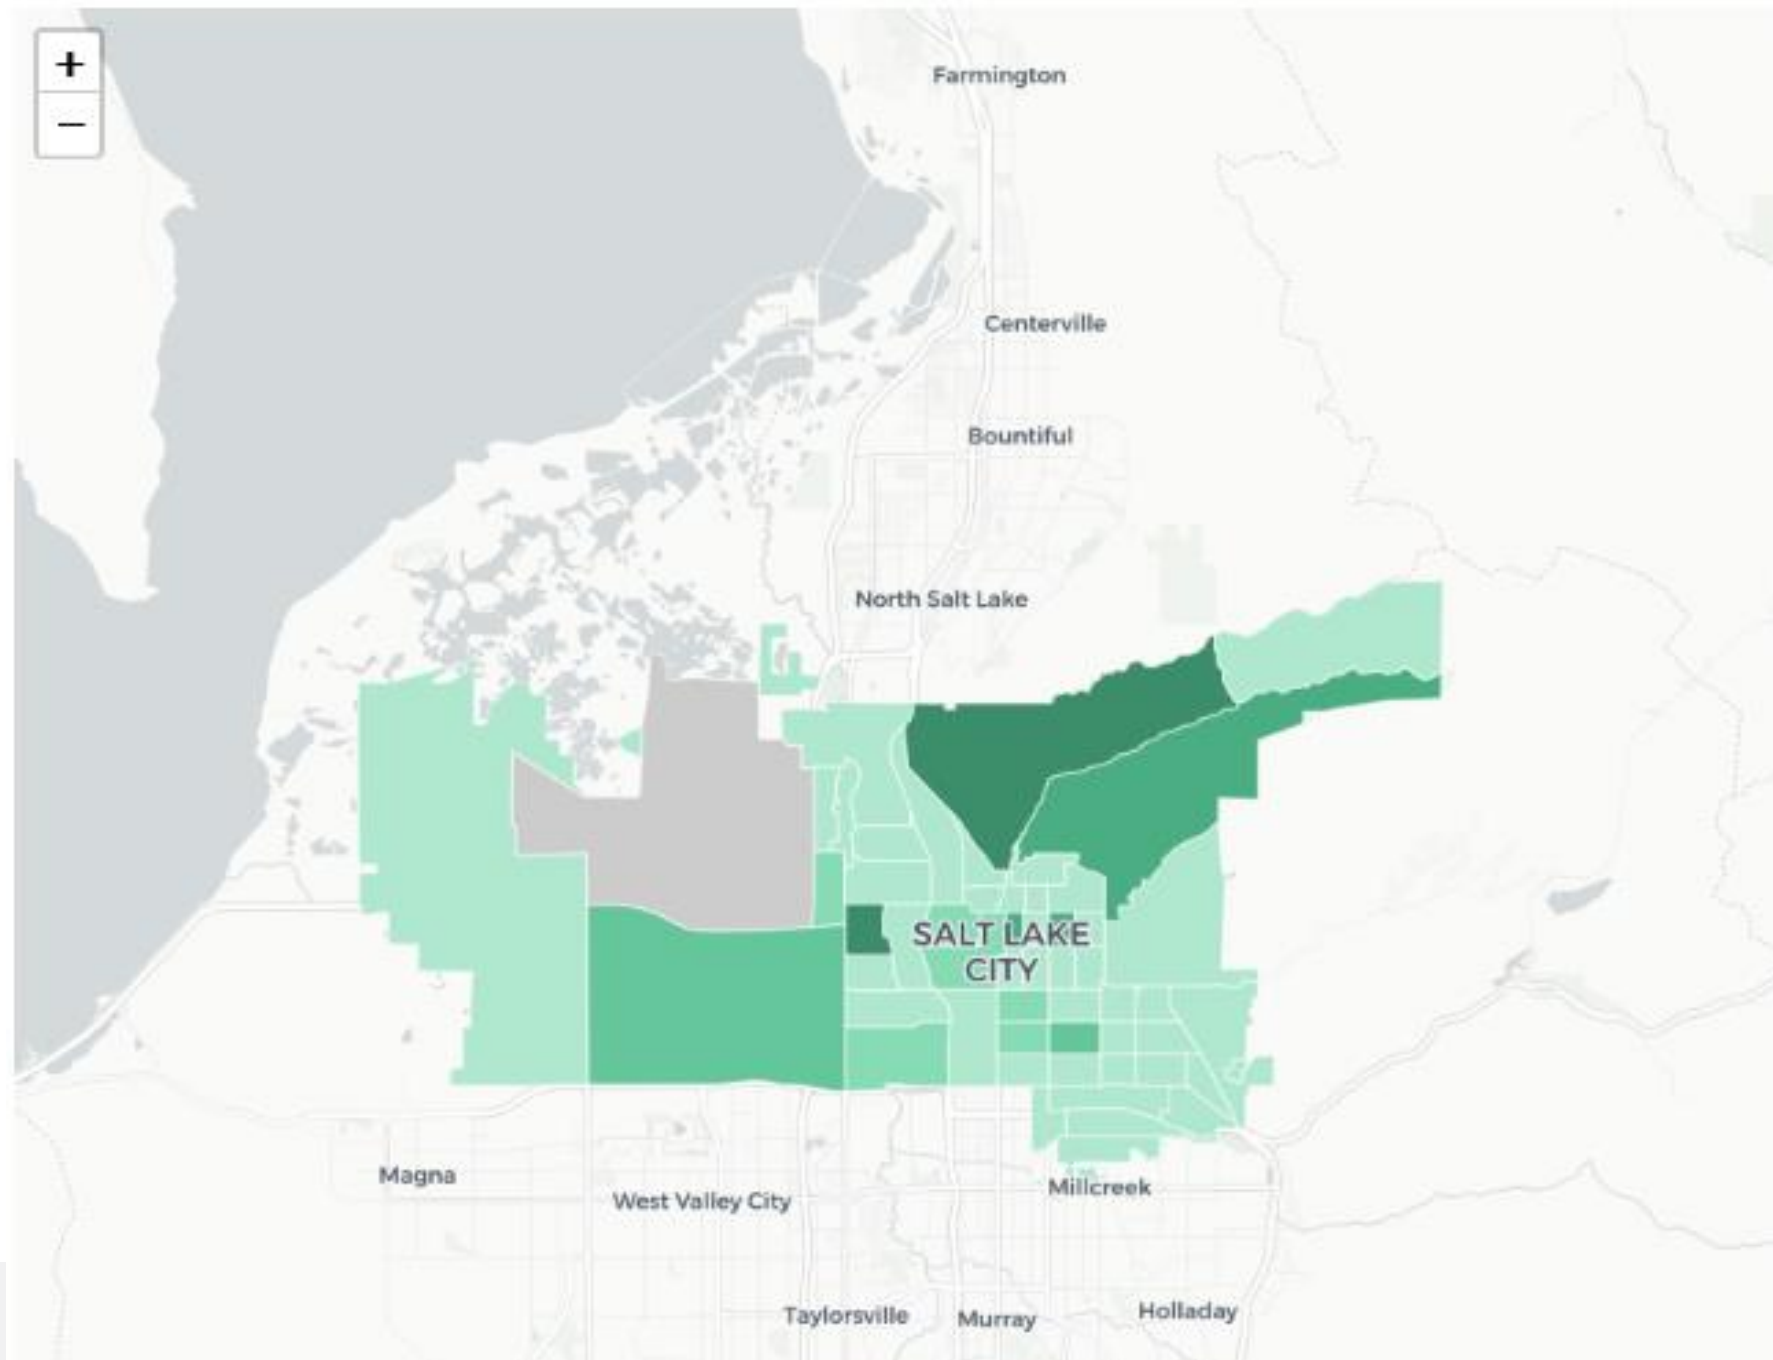 +
−
Farmington
Centerville
Bountiful
North Salt Lake
SALT LAKE
CITY
Magna
West Valley City
Millcreek
Taylorsville
Murray
Holladay